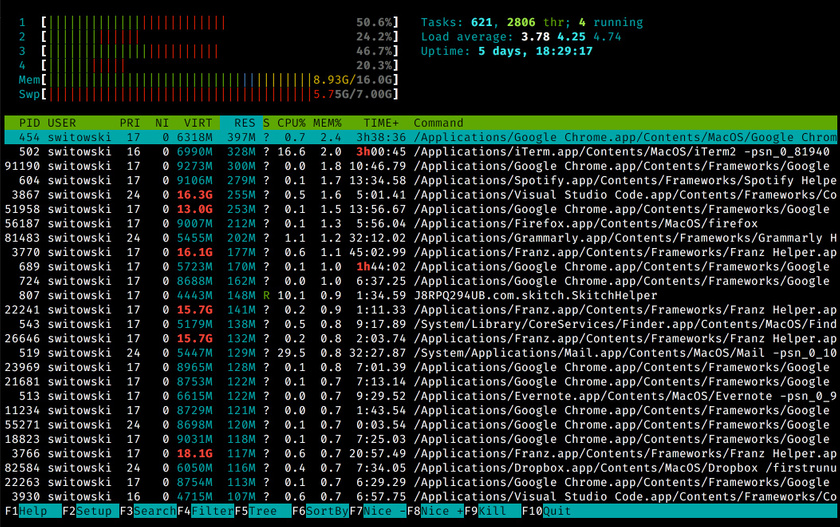 1 [||||||||||||||||||||||||| 50.6%] Tasks: 621, 2806 thr; 4 running
2 [|||||||||||| 24.2%] Load average: 3.78 4.25 4.74
3 [|||||||||||||||||||||||| 46.7%] Uptime: 5 days, 18:29:17
4 [|||||||||| 20.3%]
Mem[||||||||||||||||||||||||||||||||||||8.93G/16.0G]
Swp[||||||||||||||||||||||||||||||||||||5.75G/7.00G]
PID USER PRI NI VIRT RES S CPU% MEM% TIME+ Command
454 switowski 17 0 6318M 397M ? 0.7 2.4 3h38:36 /Applications/Google Chrome.app/Contents/MacOS/Google Chrom
502 switowski 16 0 6990M 328M ? 16.6 2.0 3h00:45 /Applications/iTerm.app/Contents/MacOS/iTerm2 -psn_0_81940
91190 switowski 17 0 9273M 300M ? 0.0 1.8 10:46.79 /Applications/Google Chrome.app/Contents/Frameworks/Google
604 switowski 17 0 9106M 279M ? 0.1 1.7 13:34.58 /Applications/Spotify.app/Contents/Frameworks/Spotify Helpe
3867 switowski 24 0 16.3G 255M ? 0.5 1.6 5:01.41 /Applications/Visual Studio Code.app/Contents/Frameworks/Co
51958 switowski 17 0 13.0G 253M ? 0.1 1.5 13:56.67 /Applications/Google Chrome.app/Contents/Frameworks/Google
56187 switowski 17 0 9007M 212M ? 0.1 1.3 5:56.04 /Applications/Firefox.app/Contents/MacOS/firefox
81483 switowski 24 0 5455M 202M ? 1.1 1.2 32:12.02 /Applications/Grammarly.app/Contents/Frameworks/Grammarly H
3770 switowski 17 0 16.1G 177M ? 0.6 1.1 45:02.99 /Applications/Franz.app/Contents/Frameworks/Franz Helper.ap
689 switowski 17 0 5723M 170M ? 0.1 1.0 1h44:02 /Applications/Google Chrome.app/Contents/Frameworks/Google
724 switowski 17 0 8688M 162M ? 0.0 1.0 6:37.25 /Applications/Google Chrome.app/Contents/Frameworks/Google
807 switowski 17 0 4443M 148M R 10.1 0.9 1:34.59 J8RPQ294UB.com.skitch.SkitchHelper
22241 switowski 17 0 15.7G 141M ? 0.2 0.9 1:11.33 /Applications/Franz.app/Contents/Frameworks/Franz Helper.ap
543 switowski 17 0 5179M 138M ? 0.5 0.8 9:17.89 /System/Library/CoreServices/Finder.app/Contents/MacOS/Find
26646 switowski 17 0 15.7G 132M ? 0.2 0.8 2:03.74 /Applications/Franz.app/Contents/Frameworks/Franz Helper.ap
519 switowski 24 0 5447M 129M ? 29.5 0.8 32:27.87 /System/Applications/Mail.app/Contents/MacOS/Mail -psn_0_10
23969 switowski 17 0 8965M 128M ? 0.1 0.8 7:01.39 /Applications/Google Chrome.app/Contents/Frameworks/Google
21681 switowski 17 0 8753M 122M ? 0.1 0.7 7:13.14 /Applications/Google Chrome.app/Contents/Frameworks/Google
513 switowski 17 0 6615M 122M ? 0.0 0.7 9:29.52 /Applications/Evernote.app/Contents/MacOS/Evernote -psn_0_9
11234 switowski 17 0 8729M 121M ? 0.0 0.7 1:43.54 /Applications/Google Chrome.app/Contents/Frameworks/Google
55271 switowski 24 0 8698M 120M ? 0.1 0.7 0:03.54 /Applications/Google Chrome.app/Contents/Frameworks/Google
18823 switowski 17 0 9031M 118M ? 0.1 0.7 7:25.03 /Applications/Google Chrome.app/Contents/Frameworks/Google
3766 switowski 17 0 18.1G 117M ? 0.6 0.7 20:57.49 /Applications/Franz.app/Contents/Frameworks/Franz Helper.ap
82584 switowski 24 0 6050M 116M ? 0.4 0.7 7:34.05 /Applications/Dropbox.app/Contents/MacOS/Dropbox /firstrunu
22263 switowski 17 0 8754M 113M ? 0.1 0.7 6:29.29 /Applications/Google Chrome.app/Contents/Frameworks/Google
3930 switowski 16 0 4715M 107M ? 0.6 0.7 6:57.75 /Applications/Visual Studio Code.app/Contents/Frameworks/Co
F1Help F2Setup F3SearchF4FilterF5Tree F6SortByF7Nice -F8Nice +F9Kill F10Quit